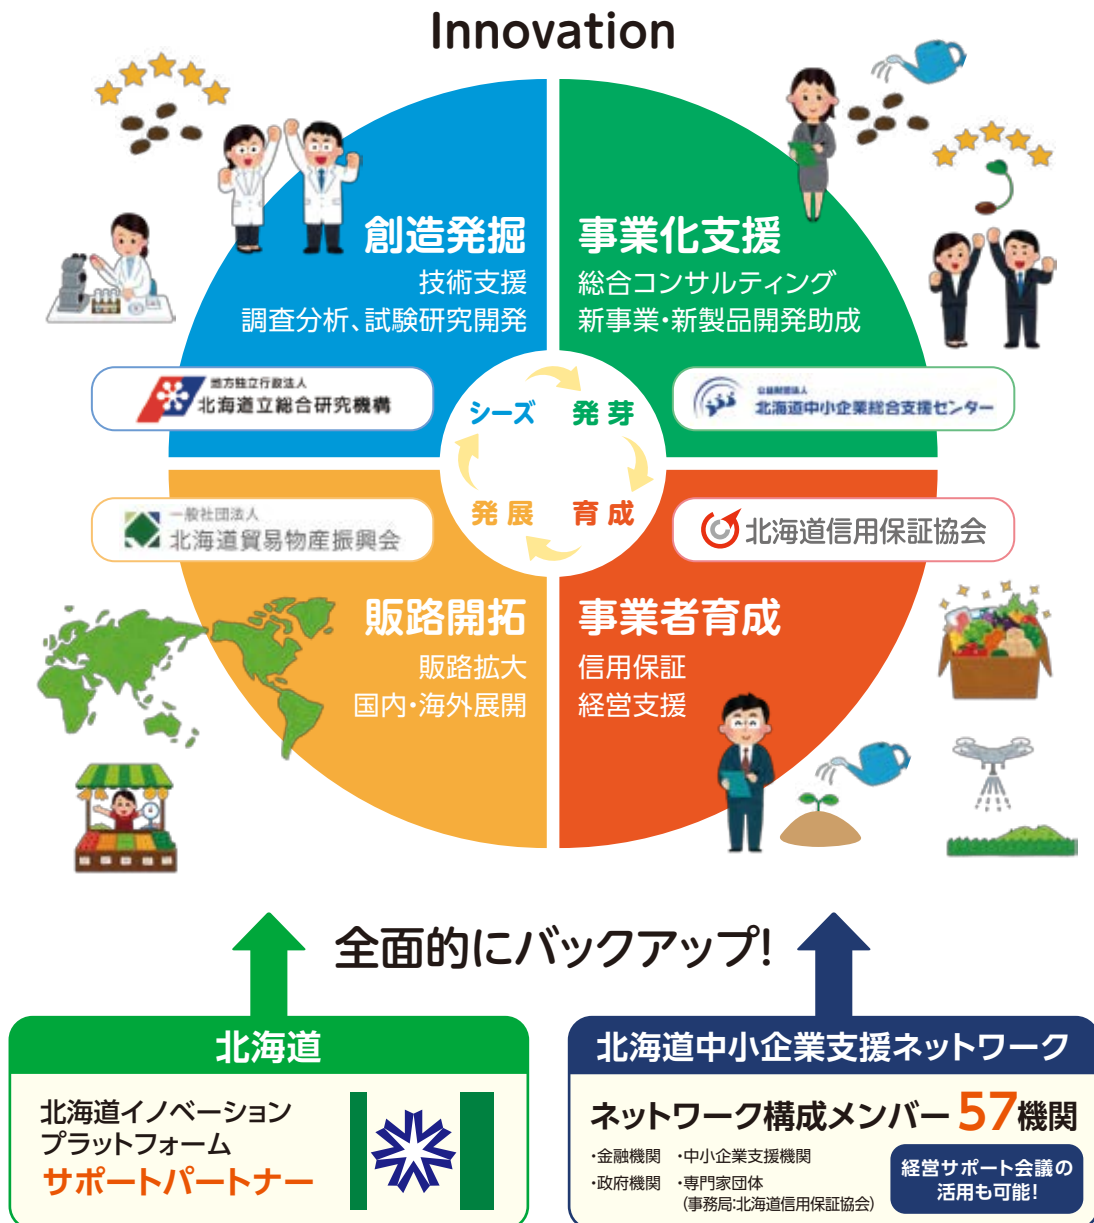 Innovation
創造発掘
技術支援
調査分析、試験研究開発
地方独立行政法人
北海道立総合研究機構
事業化支援
総合コンサルティング
新事業・新製品開発助成
公益財団法人
北海道中小企業総合支援センター
シーズ
発芽
発展
育成
一般社団法人
北海道貿易物産振興会
販路開拓
販路拡大
国内・海外展開
北海道信用保証協会
事業者育成
信用保証
経営支援
全面的にバックアップ!
北海道
北海道イノベーション
プラットフォーム
サポートパートナー
北海道中小企業支援ネットワーク
ネットワーク構成メンバー57機関
・金融機関 ・中小企業支援機関
・政府機関 ・専門家団体
(事務局:北海道信用保証協会)
経営サポート会議の
活用も可能!